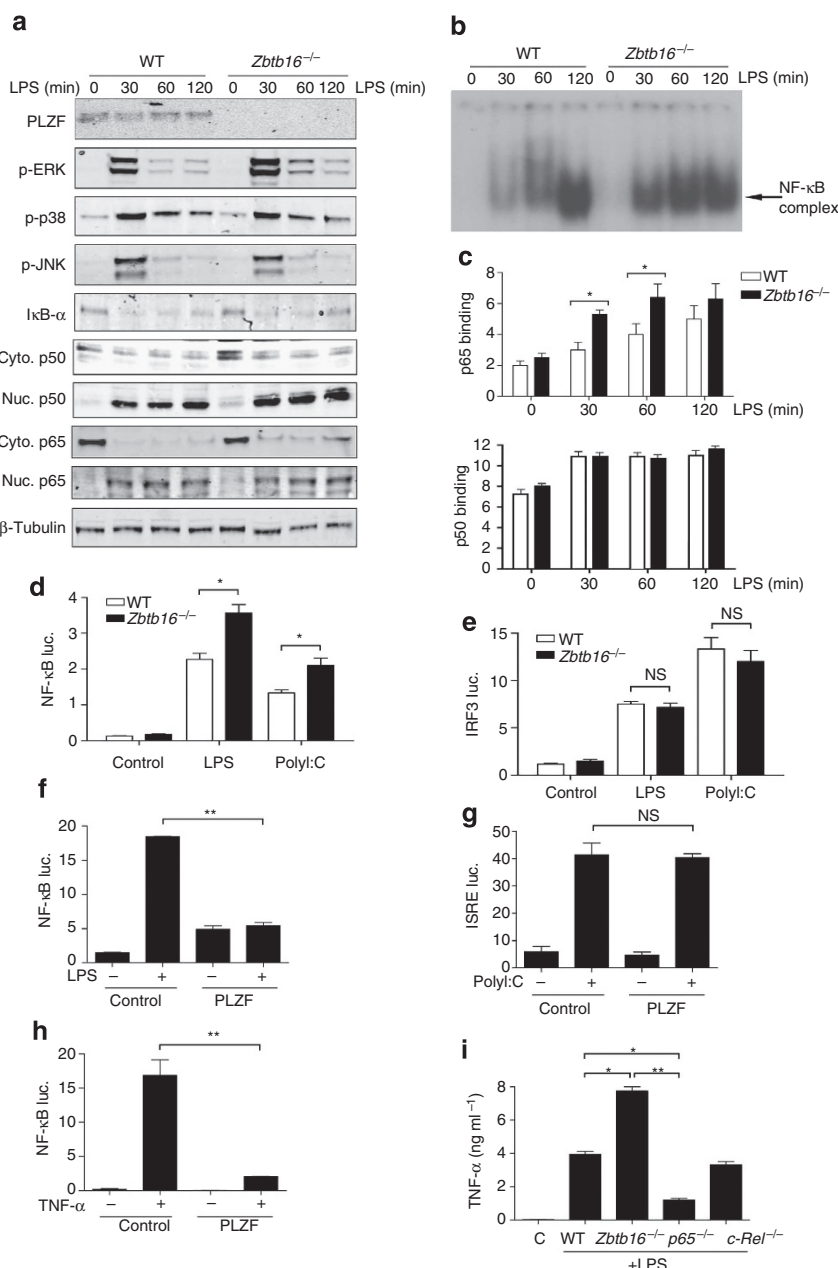 a
WT Zbtb16−/−
LPS (min) 0 30 60 120 0 30 60 120 LPS (min)
PLZF
p-ERK
p-p38
p-JNK
IκB-α
Cyto. p50
Nuc. p50
Cyto. p65
Nuc. p65
β-Tubulin
b
WT Zbtb16−/−
0 30 60 120 0 30 60 120 LPS (min)
NF-κB
complex
c
WT
Zbtb16−/−
p65 binding
8
6
4
2
0
* *
0 30 60 120 LPS (min)
p50 binding
12
10
8
6
4
2
0
0 30 60 120 LPS (min)
d
WT
Zbtb16−/−
NF-κB luc.
4
3
2
1
0
* *
Control LPS PolyI:C
e
WT
Zbtb16−/−
IRF3 luc.
15
10
5
0
NS NS
Control LPS PolyI:C
f
NF-κB luc.
20
15
10
5
0
**
LPS − + − +
Control PLZF
g
ISRE luc.
50
40
30
20
10
0
NS
PolyI:C − + − +
Control PLZF
h
NF-κB luc.
20
15
10
5
0
**
TNF-α − + − +
Control PLZF
i
TNF-α (ng ml−1)
8
6
4
2
0
*
* **
C WT Zbtb16−/− p65−/− c-Rel−/−
+LPS